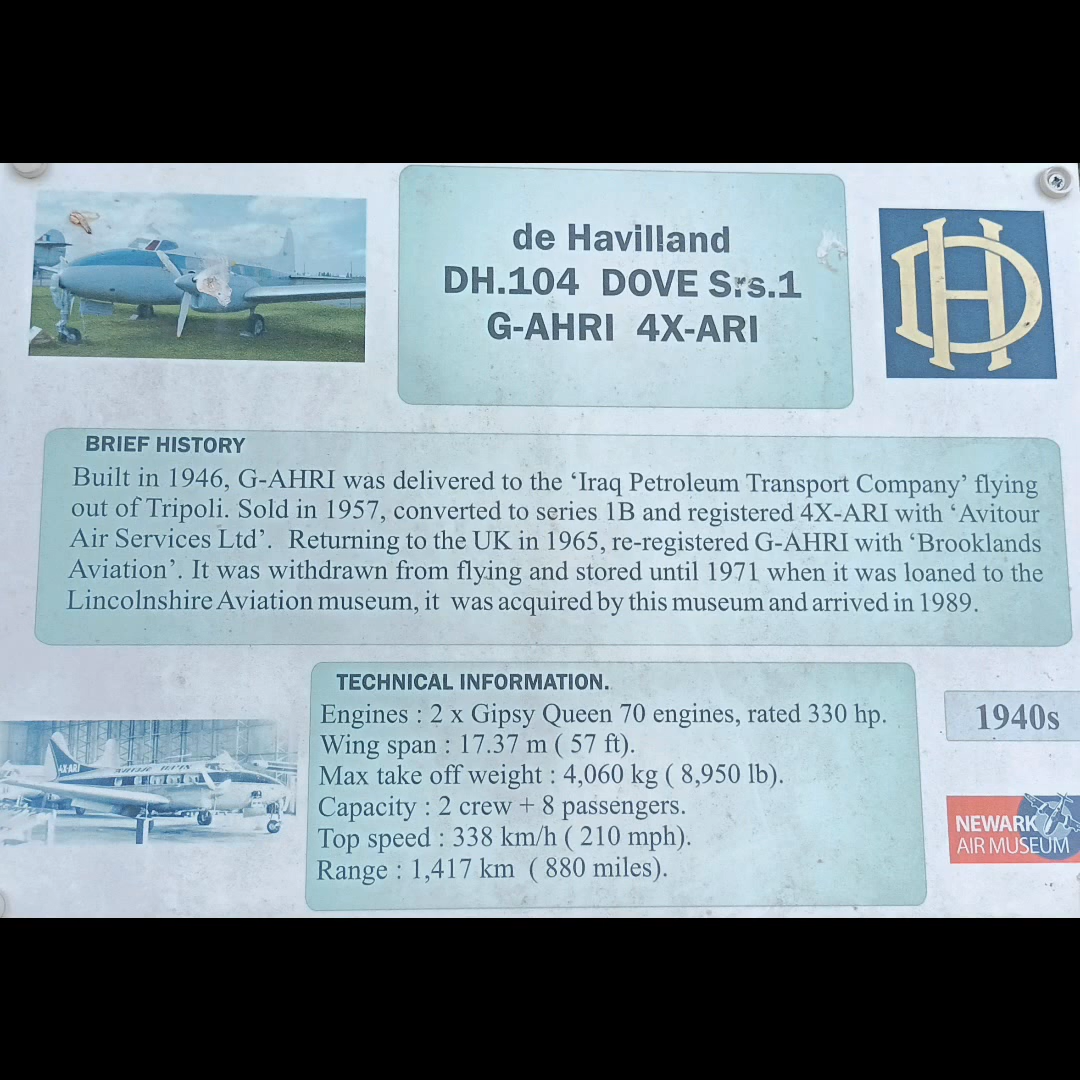 de Havilland
DH.104 DOVE Srs.1
G-AHRI 4X-ARI
DH
BRIEF HISTORY
Built in 1946, G-AHRI was delivered to the ‘Iraq Petroleum Transport Company’ flying
out of Tripoli. Sold in 1957, converted to series 1B and registered 4X-ARI with ‘Avitour
Air Services Ltd’. Returning to the UK in 1965, re-registered G-AHRI with ‘Brooklands
Aviation’. It was withdrawn from flying and stored until 1971 when it was loaned to the
Lincolnshire Aviation museum, it was acquired by this museum and arrived in 1989.
TECHNICAL INFORMATION.
Engines : 2 x Gipsy Queen 70 engines, rated 330 hp.
Wing span : 17.37 m ( 57 ft).
Max take off weight : 4,060 kg ( 8,950 lb).
Capacity : 2 crew + 8 passengers.
Top speed : 338 km/h ( 210 mph).
Range : 1,417 km ( 880 miles).
1940s
4X-ARI
NEWARK
AIR MUSEUM